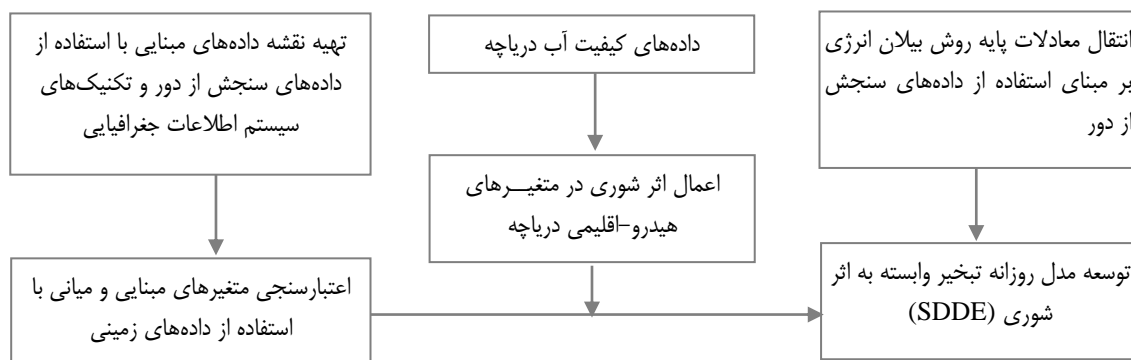 انتقال معادلات پایه روش بیلان انرژی
بر مبنای استفاده از داده‌های سنجش
از دور
داده‌های کیفیت آب دریاچه
تهیه نقشه داده‌های مبنایی با استفاده از
داده‌های سنجش از دور و تکنیک‌های
سیستم اطلاعات جغرافیایی
اعمال اثر شوری در متغیـــرهای
هیدرو-اقلیمی دریاچه
توسعه مدل روزانه تبخیر وابسته به اثر
شوری (SDDE)
اعتبارسنجی متغیرهای مبنایی و میانی با
استفاده از داده‌های زمینی